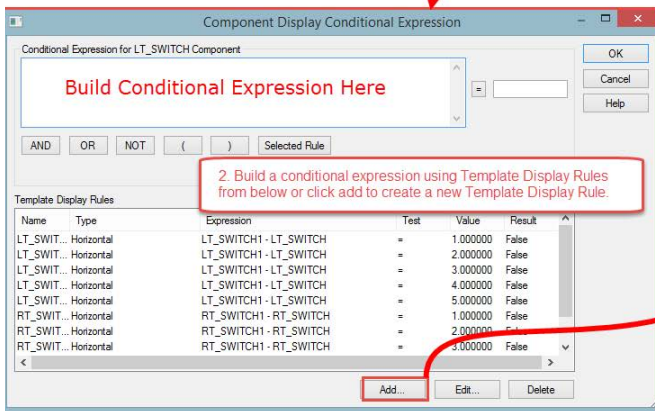 Component Display Conditional Expression
Conditional Expression for LT_SWITCH Component
Build Conditional Expression Here
=
OK
Cancel
Help
AND OR NOT ( ) Selected Rule
2. Build a conditional expression using Template Display Rules
from below or click add to create a new Template Display Rule.
Template Display Rules
Name Type Expression Test Value Result
LT_SWIT... Horizontal LT_SWITCH1 - LT_SWITCH = 1.000000 False
LT_SWIT... Horizontal LT_SWITCH1 - LT_SWITCH = 2.000000 False
LT_SWIT... Horizontal LT_SWITCH1 - LT_SWITCH = 3.000000 False
LT_SWIT... Horizontal LT_SWITCH1 - LT_SWITCH = 4.000000 False
LT_SWIT... Horizontal LT_SWITCH1 - LT_SWITCH = 5.000000 False
RT_SWIT... Horizontal RT_SWITCH1 - RT_SWITCH = 1.000000 False
RT_SWIT... Horizontal RT_SWITCH1 - RT_SWITCH = 2.000000 False
RT_SWIT... Horizontal RT_SWITCH1 - RT_SWITCH = 3.000000 False
Add... Edit... Delete